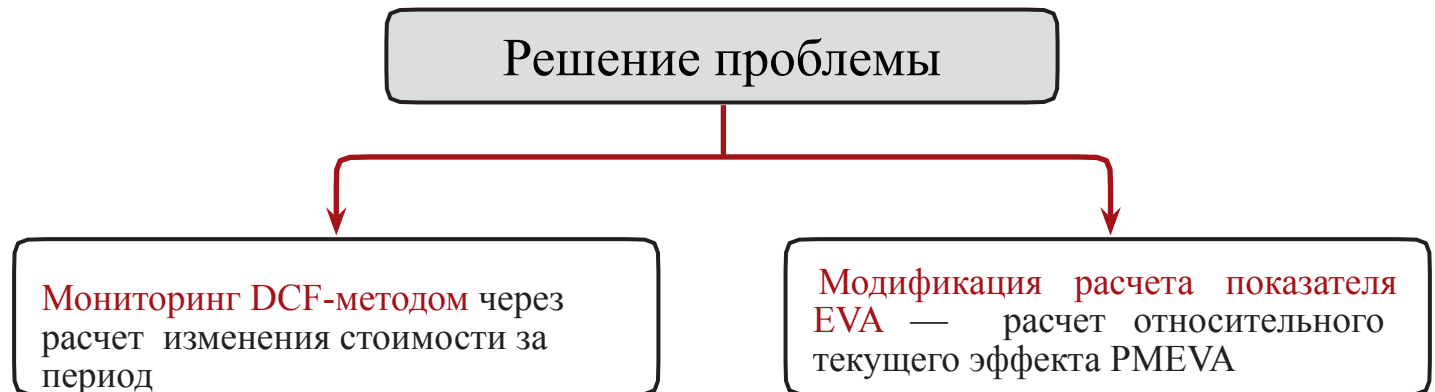 Решение проблемы
Мониторинг DCF-методом через
расчет изменения стоимости за
период
Модификация расчета показателя
EVA — расчет относительного
текущего эффекта PMEVA